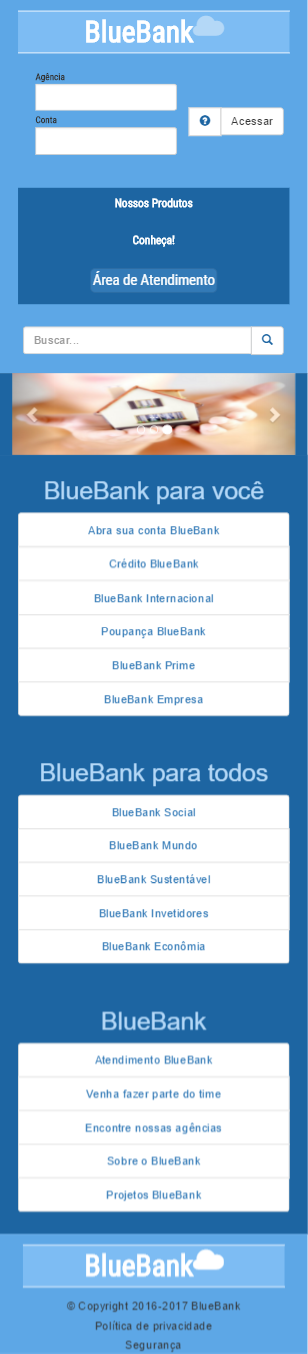 BlueBank
Agência
Conta
Acessar
Nossos Produtos
Conheça!
Área de Atendimento
Buscar...
BlueBank para você
Abra sua conta BlueBank
Crédito BlueBank
BlueBank Internacional
Poupança BlueBank
BlueBank Prime
BlueBank Empresa
BlueBank para todos
BlueBank Social
BlueBank Mundo
BlueBank Sustentável
BlueBank Invetidores
BlueBank Econômia
BlueBank
Atendimento BlueBank
Venha fazer parte do time
Encontre nossas agências
Sobre o BlueBank
Projetos BlueBank
BlueBank
© Copyright 2016-2017 BlueBank
Política de privacidade
Segurança